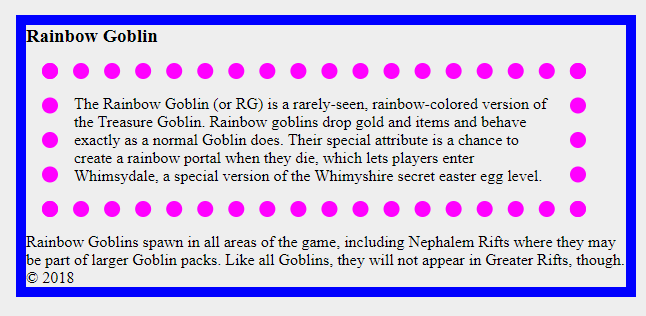 Rainbow Goblin
The Rainbow Goblin (or RG) is a rarely-seen, rainbow-colored version of
the Treasure Goblin. Rainbow goblins drop gold and items and behave
exactly as a normal Goblin does. Their special attribute is a chance to
create a rainbow portal when they die, which lets players enter
Whimsydale, a special version of the Whimyshire secret easter egg level.
Rainbow Goblins spawn in all areas of the game, including Nephalem Rifts where they may
be part of larger Goblin packs. Like all Goblins, they will not appear in Greater Rifts, though.
© 2018